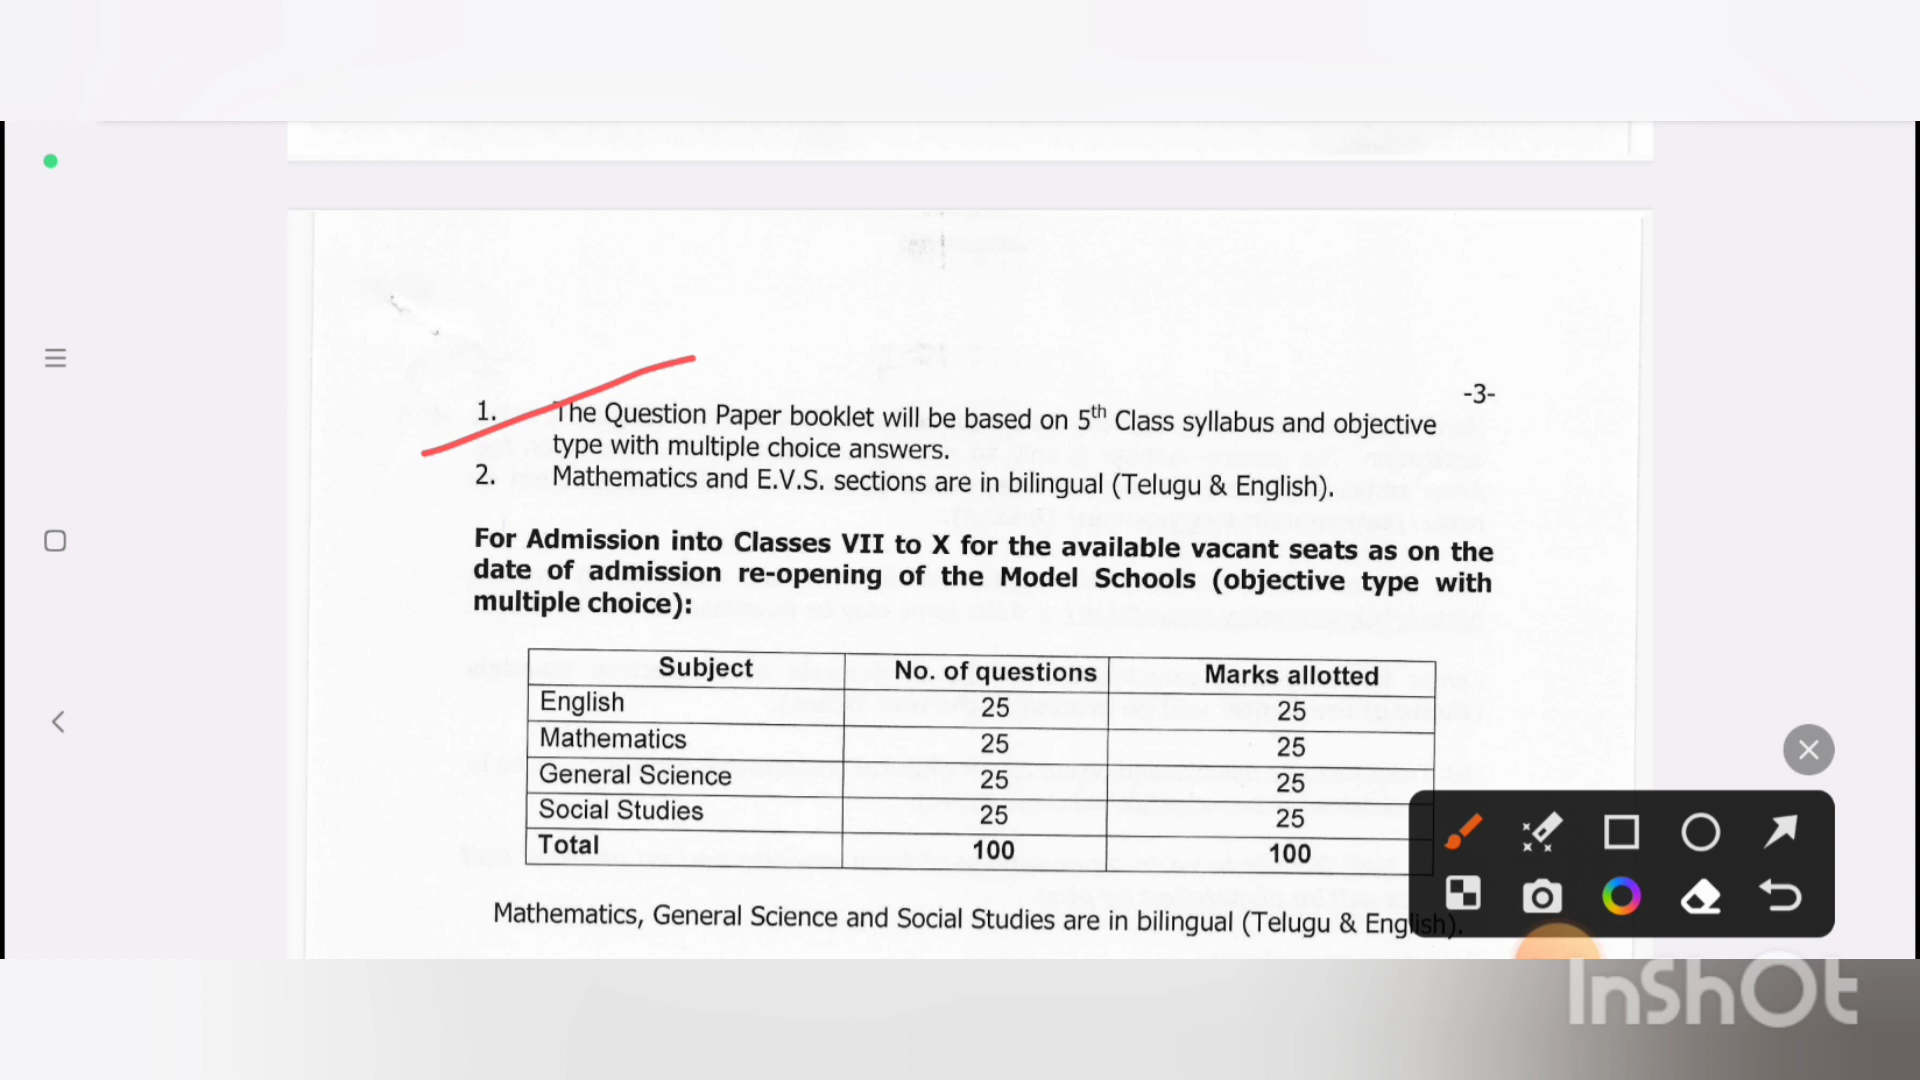 -3-
1. The Question Paper booklet will be based on 5th Class syllabus and objective
type with multiple choice answers.
2. Mathematics and E.V.S. sections are in bilingual (Telugu & English).
For Admission into Classes VII to X for the available vacant seats as on the
date of admission re-opening of the Model Schools (objective type with
multiple choice):
Subject No. of questions Marks allotted
English 25 25
Mathematics 25 25
General Science 25 25
Social Studies 25 25
Total 100 100
Mathematics, General Science and Social Studies are in bilingual (Telugu & English).
InShOt